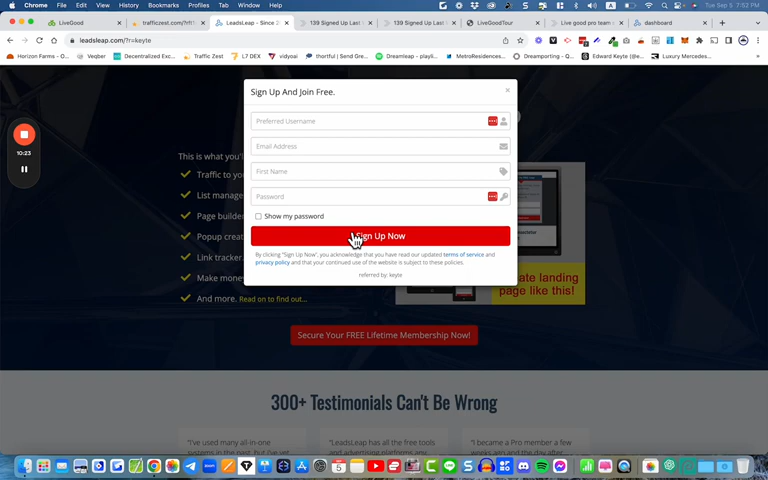 Chrome File Edit View History Bookmarks Profiles Tab Window Help
Tue Sep 5 7:52 PM
LiveGood
LeadsLeap - Since 2
139 Signed Up Last
139 Signed Up Last
LiveGoodTour
Live good pro team
dashboard
leadsleap.com/?r=keyte
Horizon Farms - O...
Vecteur
Decentralized Exc...
Traffic Zest
L7 DEX
vidyoai
thortful | Send Gre...
Dreamleap - playli...
MetroResidences...
Dreamporting - Q...
Edward Keyte (@e...
Luxury Mercedes...
Sign Up And Join Free.
×
Preferred Username
Email Address
First Name
Password
Show my password
Sign Up Now
By clicking "Sign Up Now", you acknowledge that you have read our updated terms of service and
privacy policy and that your continued use of the website is subject to these policies.
referred by: keyte
10:23
This is what you'll
Traffic to yo
List manage
Page builde
Popup creat
Link tracker
Make mone
And more. Read on to find out...
ate landing
page like this!
Secure Your FREE Lifetime Membership Now!
300+ Testimonials Can't Be Wrong
"I've used many all-in-one
"LeadsLeap has all the free tools
"I became a Pro member a few